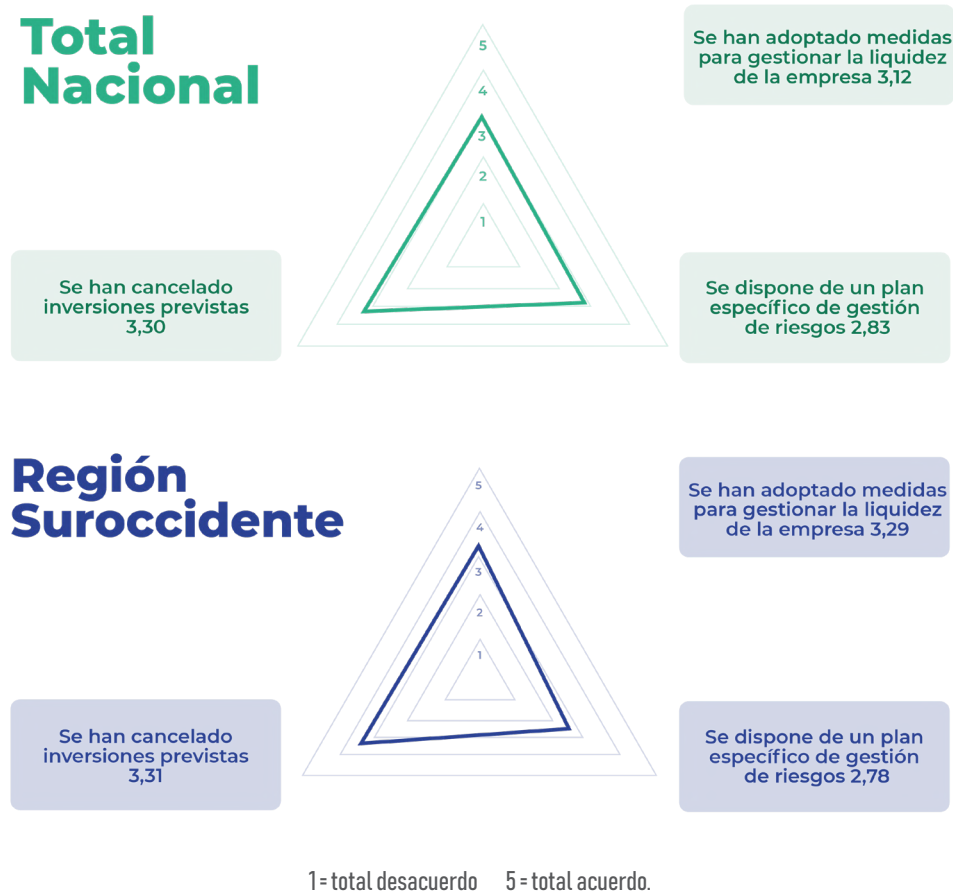 Total
Nacional
5
4
3
2
1
Se han adoptado medidas
para gestionar la liquidez
de la empresa 3,12
Se han cancelado
inversiones previstas
3,30
Se dispone de un plan
específico de gestión
de riesgos 2,83
Región
Suroccidente
5
4
3
2
1
Se han adoptado medidas
para gestionar la liquidez
de la empresa 3,29
Se han cancelado
inversiones previstas
3,31
Se dispone de un plan
específico de gestión
de riesgos 2,78
1 = total desacuerdo 5 = total acuerdo.